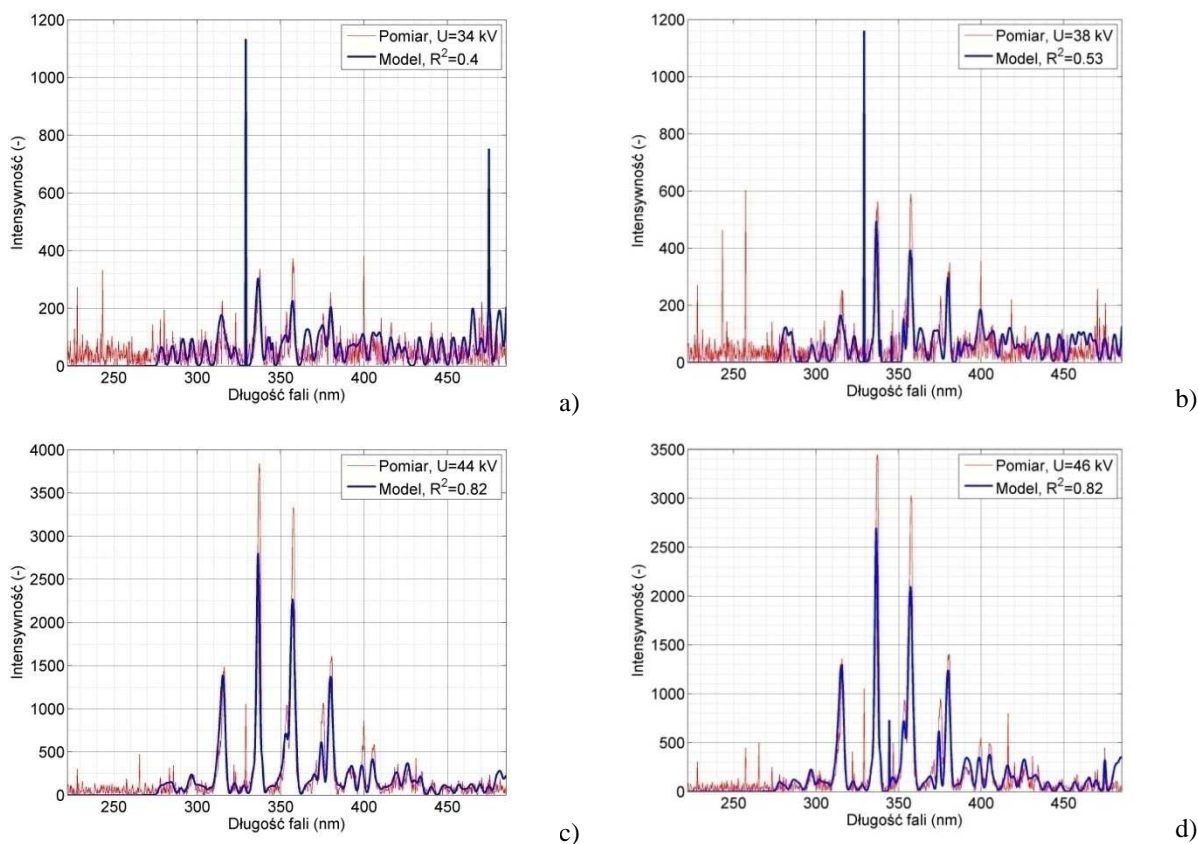 1200
1000
800
600
400
200
0
Intensywność (-)
Pomiar, U=34 kV
Model, R²=0.4
250 300 350 400 450
Długość fali (nm)
a)
1200
1000
800
600
400
200
0
Intensywność (-)
Pomiar, U=38 kV
Model, R²=0.53
250 300 350 400 450
Długość fali (nm)
b)
4000
3500
3000
2500
2000
1500
1000
500
0
Intensywność (-)
Pomiar, U=44 kV
Model, R²=0.82
250 300 350 400 450
Długość fali (nm)
c)
3500
3000
2500
2000
1500
1000
500
0
Intensywność (-)
Pomiar, U=46 kV
Model, R²=0.82
250 300 350 400 450
Długość fali (nm)
d)